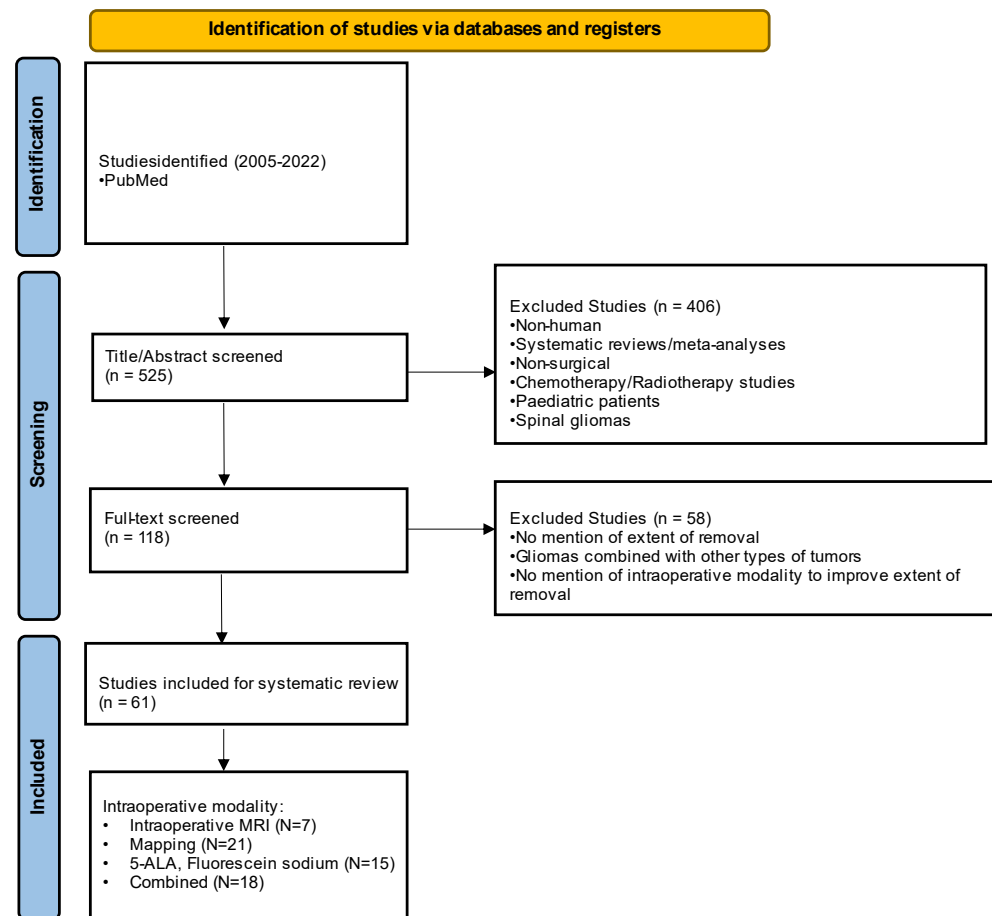 Identification of studies via databases and registers
Identification
Studiesidentified (2005-2022)
•PubMed
Screening
Title/Abstract screened
(n = 525)
Excluded Studies (n = 406)
•Non-human
•Systematic reviews/meta-analyses
•Non-surgical
•Chemotherapy/Radiotherapy studies
•Paediatric patients
•Spinal gliomas
Full-text screened
(n = 118)
Excluded Studies (n = 58)
•No mention of extent of removal
•Gliomas combined with other types of tumors
•No mention of intraoperative modality to improve extent of
removal
Included
Studies included for systematic review
(n = 61)
Intraoperative modality:
• Intraoperative MRI (N=7)
• Mapping (N=21)
• 5-ALA, Fluorescein sodium (N=15)
• Combined (N=18)